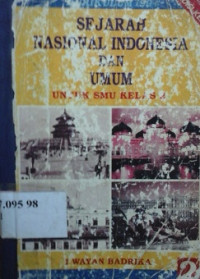 SEJARAH
NASIONAL INDONESIA
DAN
UMUM
UNTUK SMU KELAS
.095 98
I WAYAN BADRIKA
2